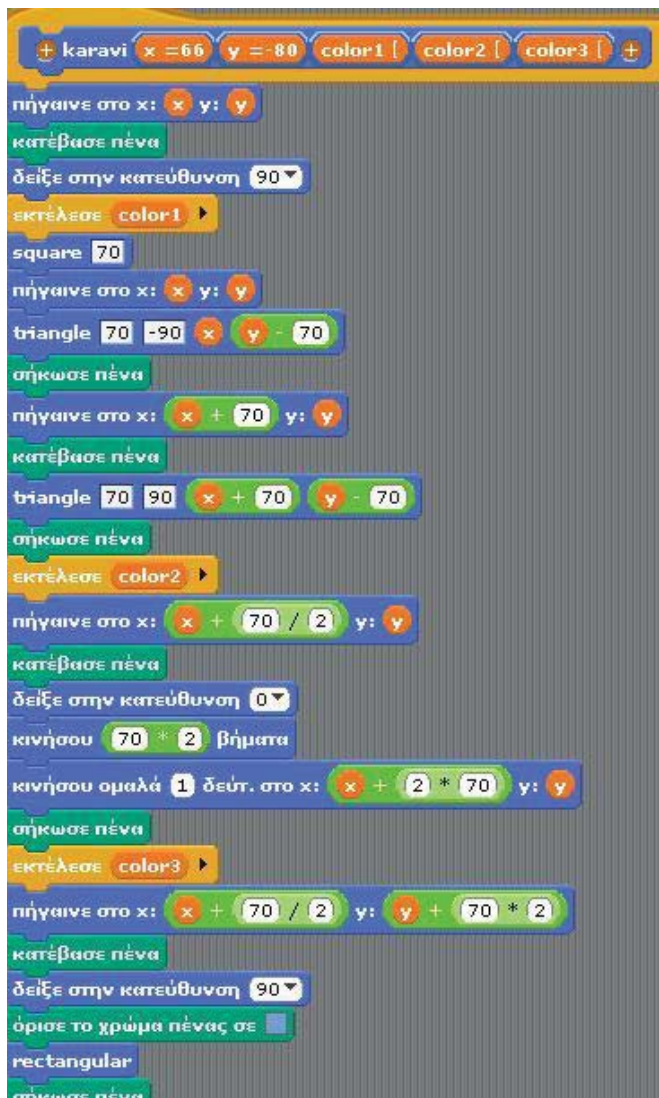 + karavi x =66 y =-80 color1 [ color2 [ color3 [ +
πήγαινε στο x: x y: y
κατέβασε πένα
δείξε στην κατεύθυνση 90
εκτέλεσε color1
square 70
πήγαινε στο x: x y: y
triangle 70 -90 x y - 70
σήκωσε πένα
πήγαινε στο x: x + 70 y: y
κατέβασε πένα
triangle 70 90 x + 70 y - 70
σήκωσε πένα
εκτέλεσε color2
πήγαινε στο x: x + 70 / 2 y: y
κατέβασε πένα
δείξε στην κατεύθυνση 0
κινήσου 70 * 2 βήματα
κινήσου ομαλά 1 δεύτ. στο x: x + 2 * 70 y: y
σήκωσε πένα
εκτέλεσε color3
πήγαινε στο x: x + 70 / 2 y: y + 70 * 2
κατέβασε πένα
δείξε στην κατεύθυνση 90
όρισε το χρώμα πένας σε
rectangular
σήκωσε πένα